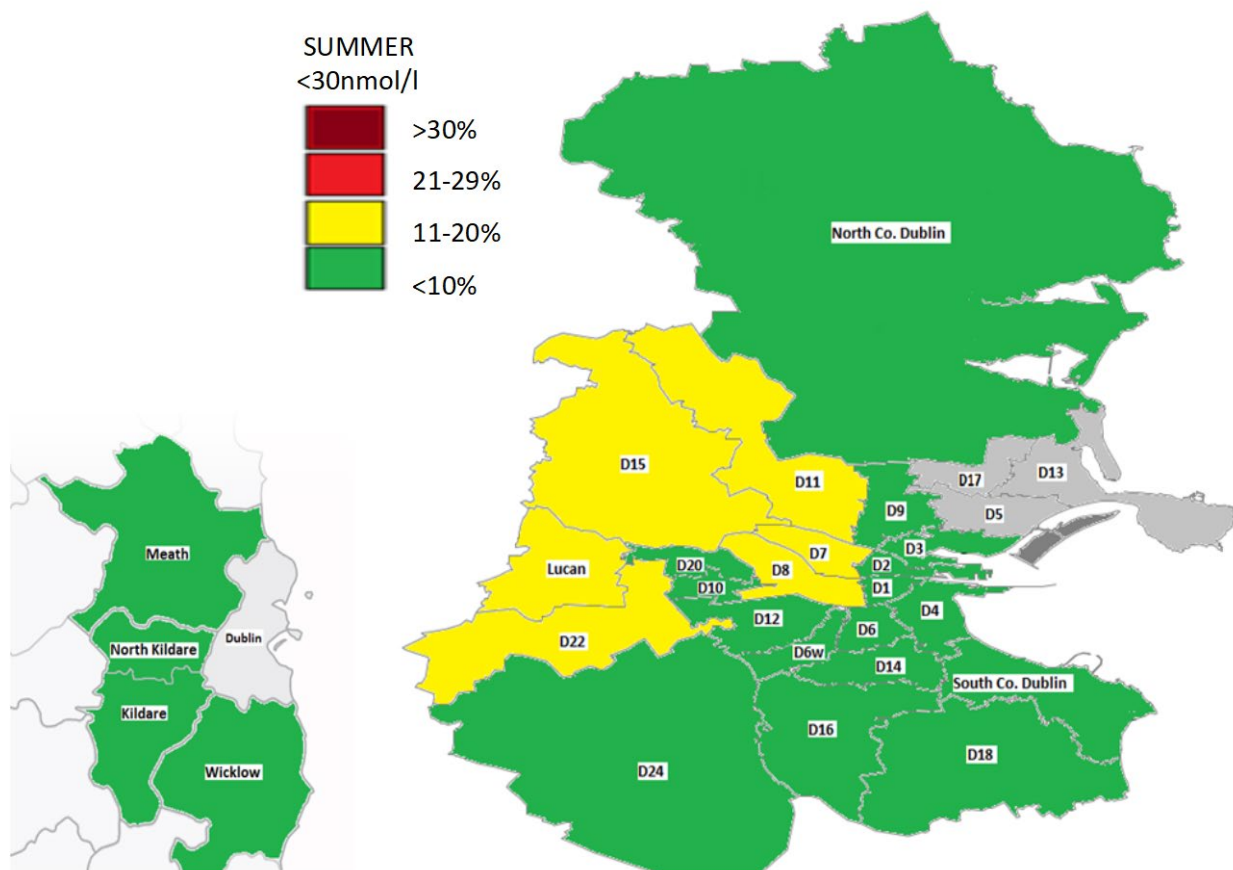 SUMMER
<30nmol/l
>30%
21-29%
11-20%
<10%
North Co. Dublin
D15
D11
D17
D13
D5
D9
D3
D7
D2
D20
D8
Lucan
D10
D1
D4
D12
D6
D22
D6w
D14
South Co. Dublin
D16
D18
D24
Meath
Dublin
North Kildare
Kildare
Wicklow